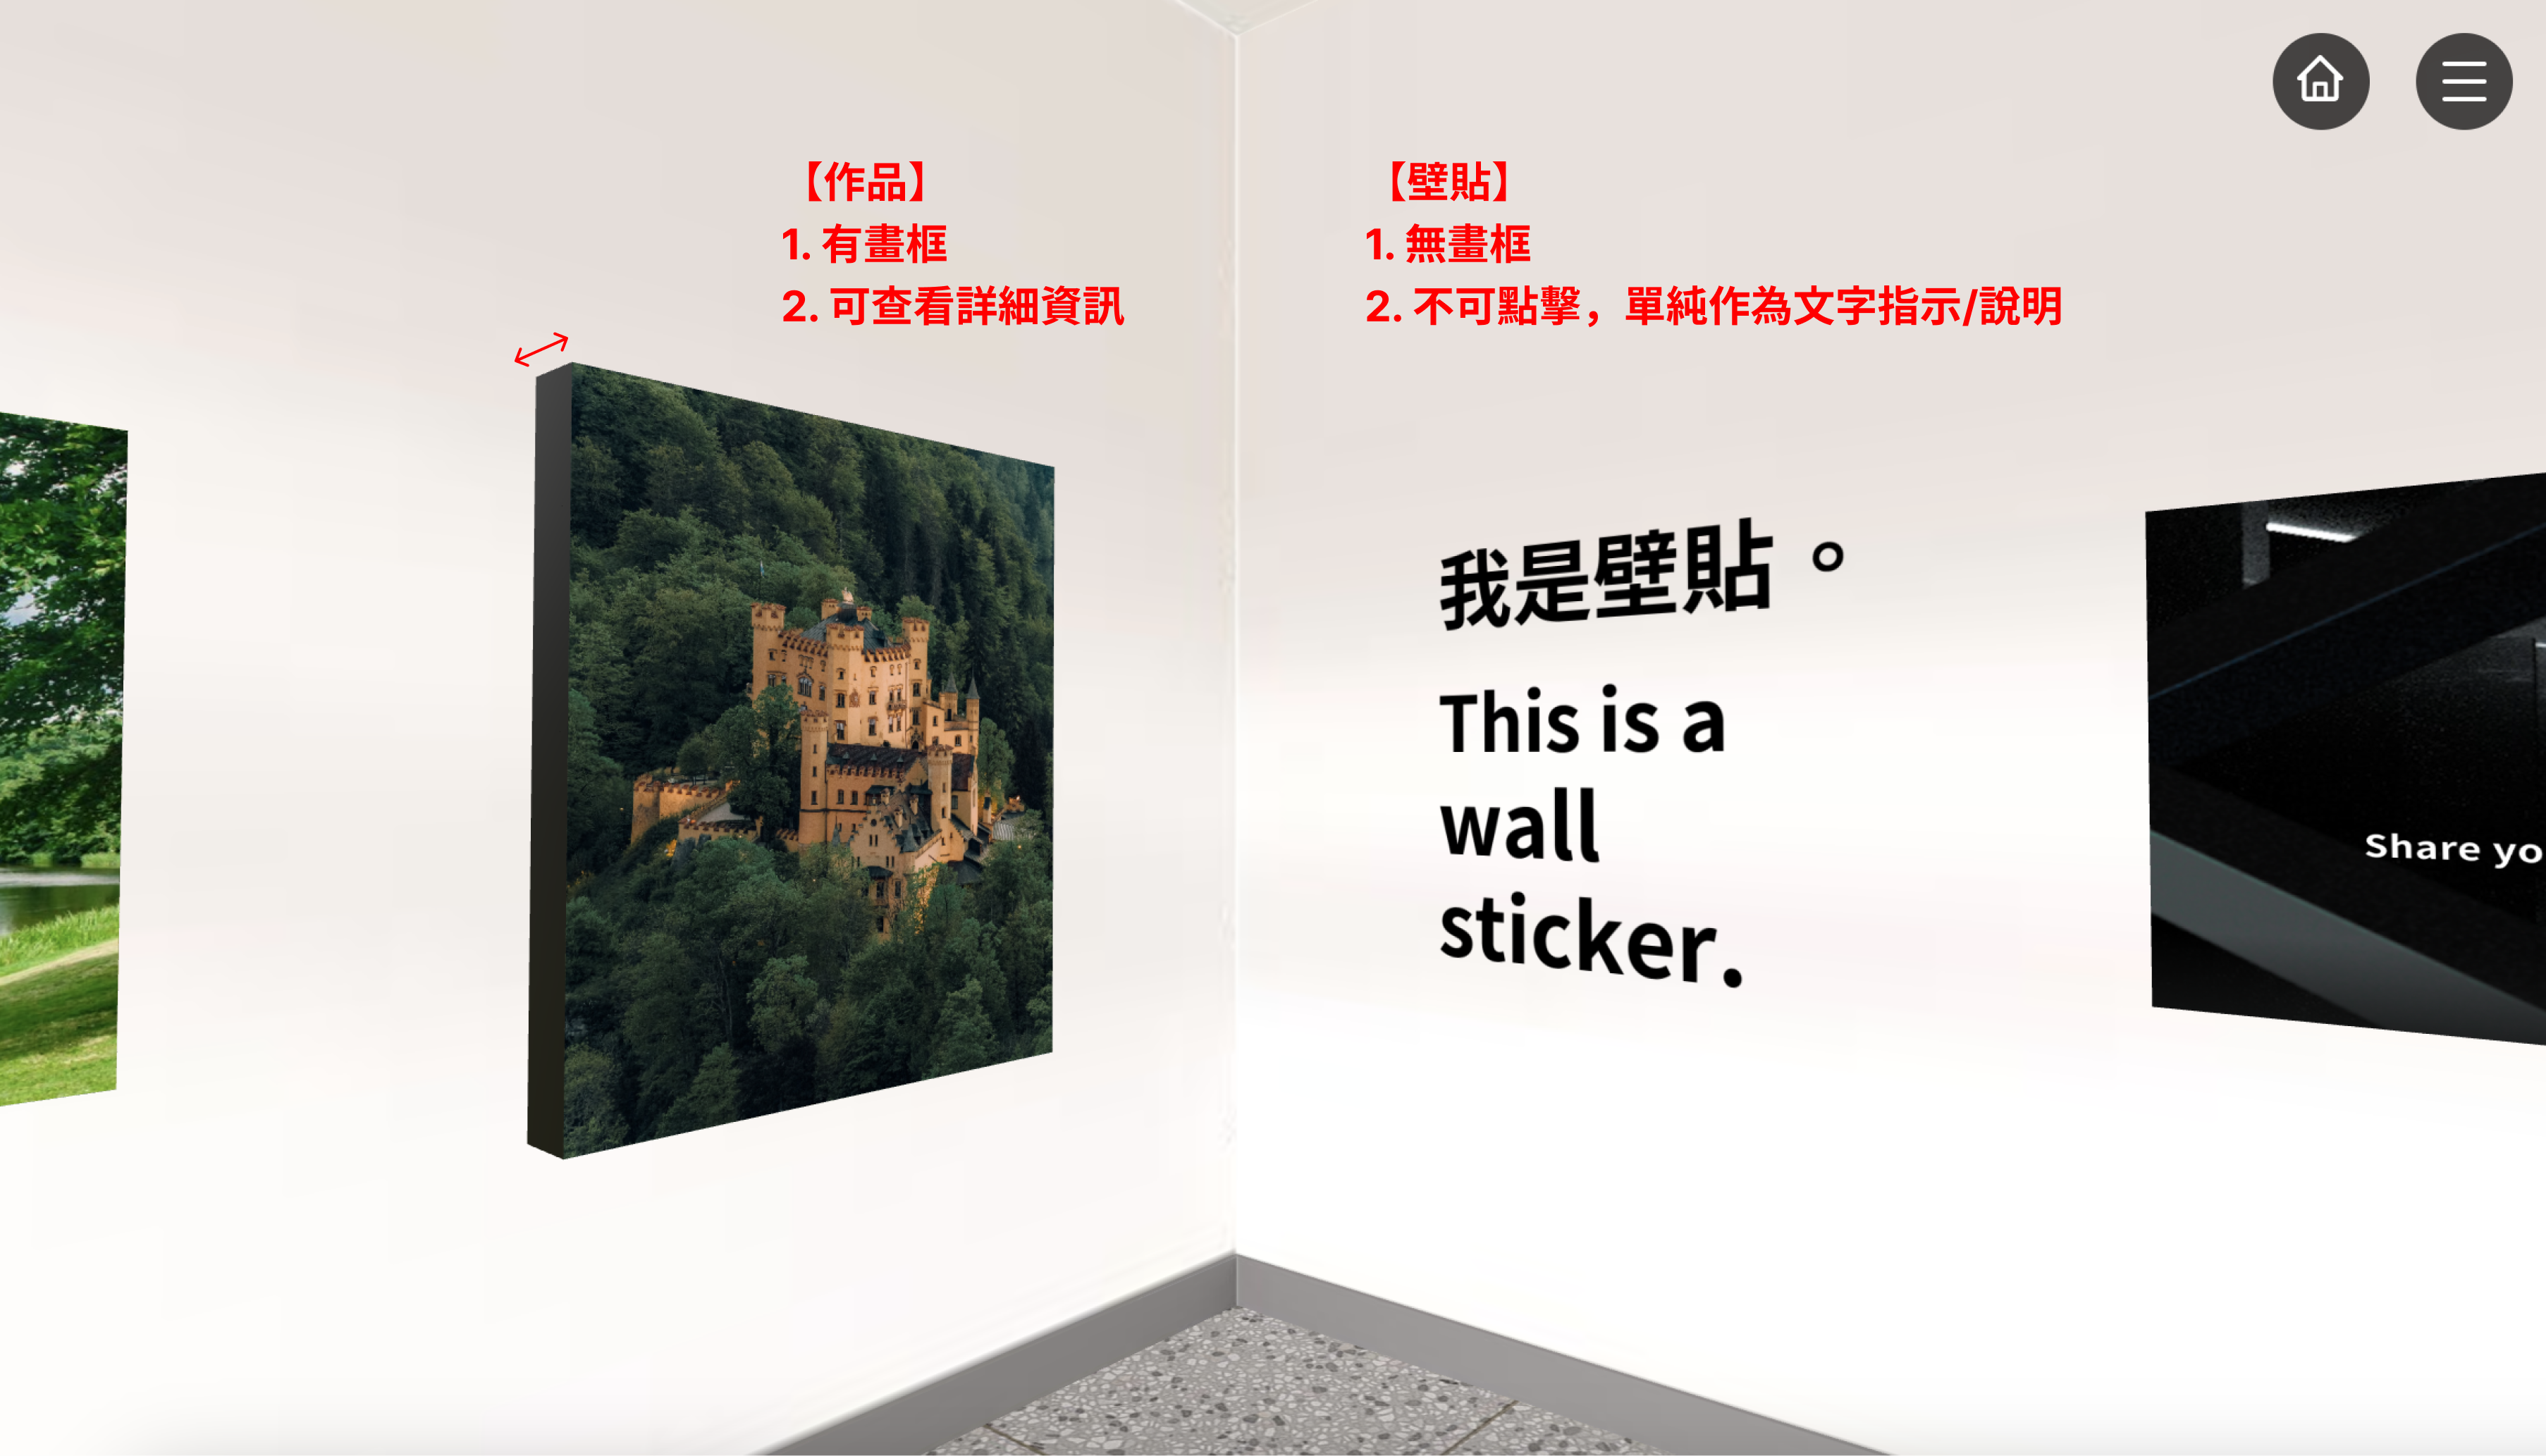 【作品】
1. 有畫框
2. 可查看詳細資訊
【壁貼】
1. 無畫框
2. 不可點擊，單純作為文字指示/說明
我是壁貼。
This is a
wall
sticker.
Share yo